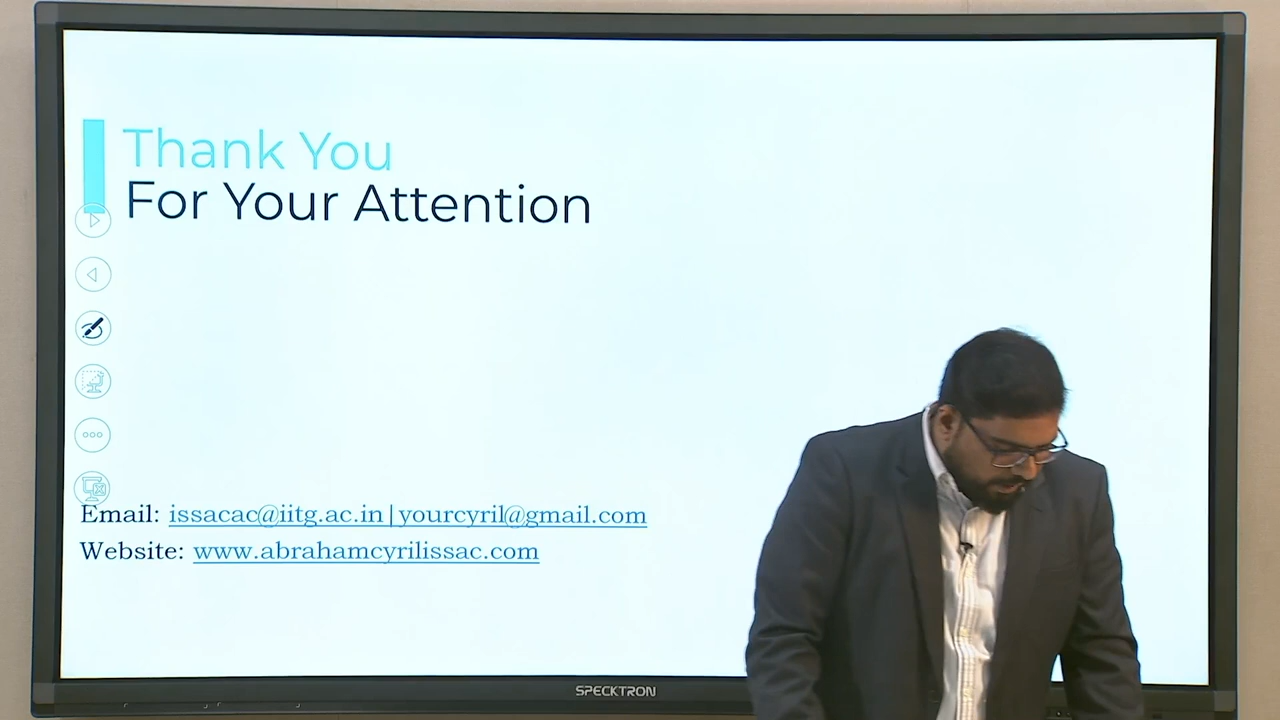 Thank You
For Your Attention
Email: issacac@iitg.ac.in|yourcyril@gmail.com
Website: www.abrahamcyrilissac.com
SPECKTRON